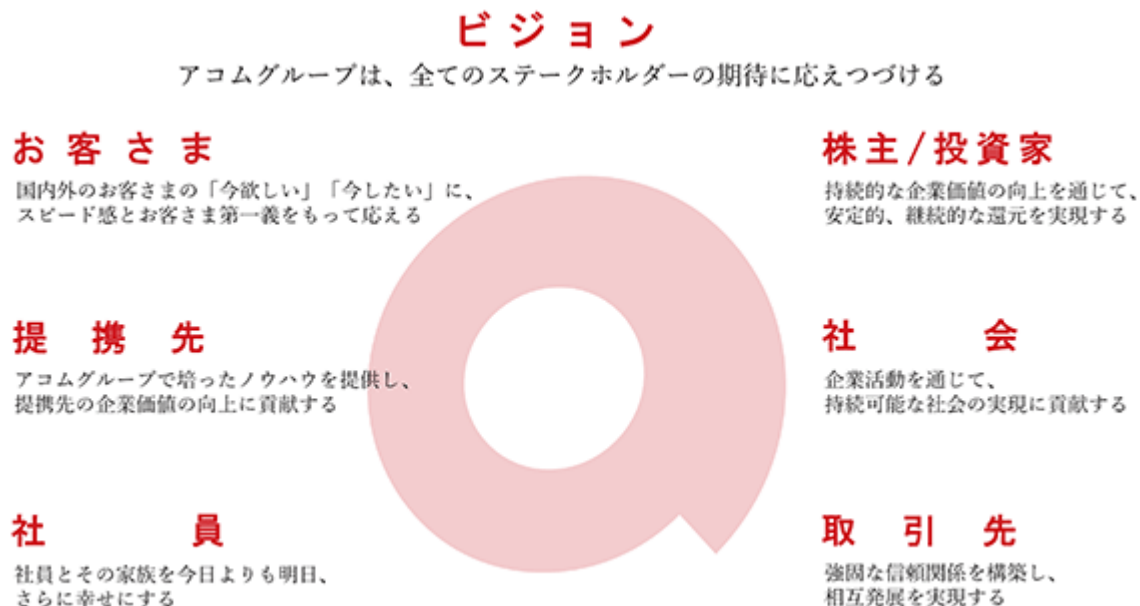 ビジョン
アコムグループは、全てのステークホルダーの期待に応えつづける
お客さま
国内外のお客さまの「今欲しい」「今したい」に、
スピード感とお客さま第一義をもって応える
株主/投資家
持続的な企業価値の向上を通じて、
安定的、継続的な還元を実現する
提携先
アコムグループで培ったノウハウを提供し、
提携先の企業価値の向上に貢献する
社会
企業活動を通じて、
持続可能な社会の実現に貢献する
社員
社員とその家族を今日よりも明日、
さらに幸せにする
取引先
強固な信頼関係を構築し、
相互発展を実現する